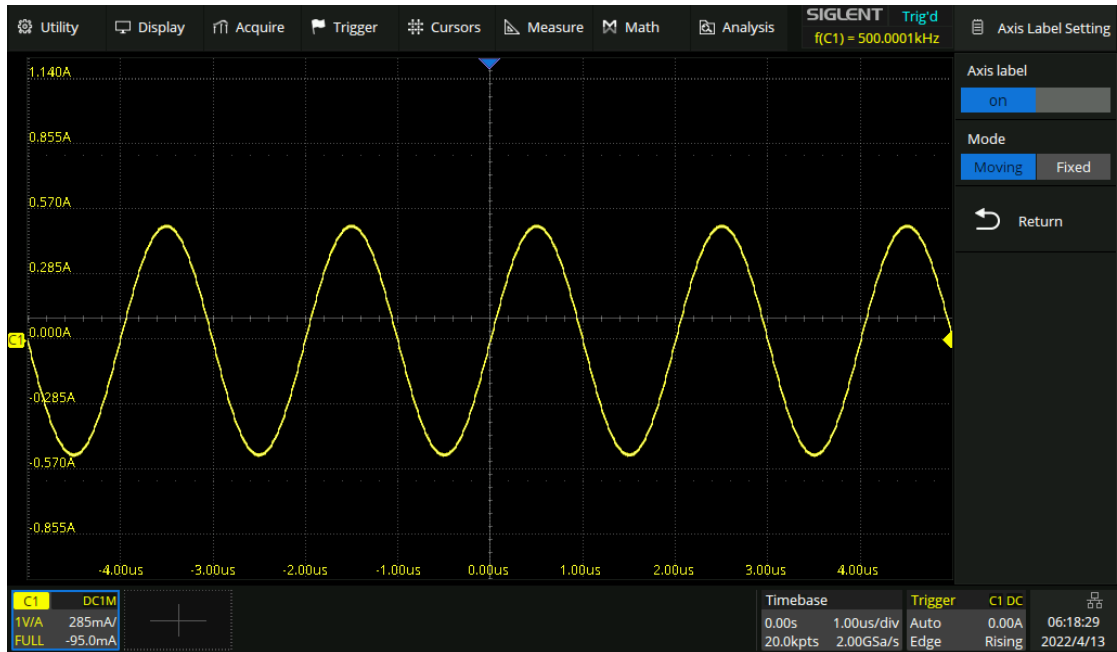 Utility Display Acquire Trigger Cursors Measure Math Analysis
SIGLENT Trig'd
f(C1) = 500.0001kHz
Axis Label Setting
Axis label
on
Mode
Moving Fixed
Return
1.140A
0.855A
0.570A
0.285A
C1 0.000A
-0.285A
-0.570A
-0.855A
-4.00us -3.00us -2.00us -1.00us 0.00us 1.00us 2.00us 3.00us 4.00us
C1 DC1M
1V/A 285mA/
FULL -95.0mA
Timebase
0.00s 1.00us/div
20.0kpts 2.00GSa/s
Trigger C1 DC
Auto 0.00A
Edge Rising
06:18:29
2022/4/13